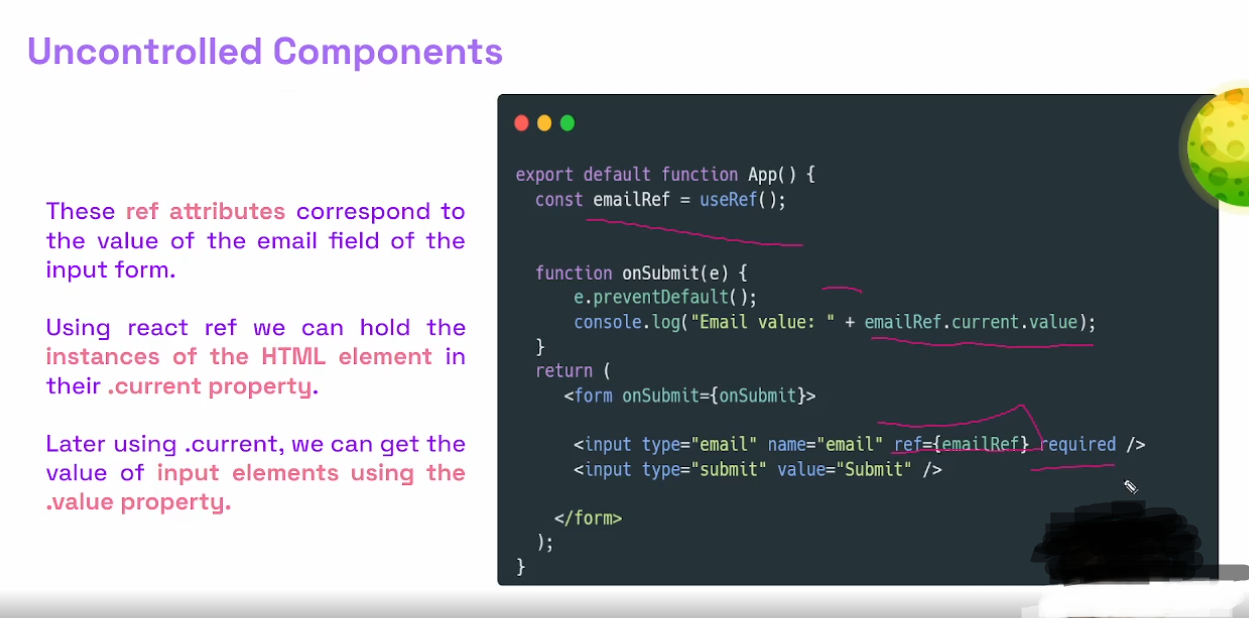 Uncontrolled Components
These ref attributes correspond to
the value of the email field of the
input form.
Using react ref we can hold the
instances of the HTML element in
their .current property.
Later using .current, we can get the
value of input elements using the
.value property.
export default function App() {
const emailRef = useRef();
function onSubmit(e) {
e.preventDefault();
console.log("Email value: " + emailRef.current.value);
}
return (
<form onSubmit={onSubmit}>
<input type="email" name="email" ref={emailRef} required />
<input type="submit" value="Submit" />
</form>
);
}